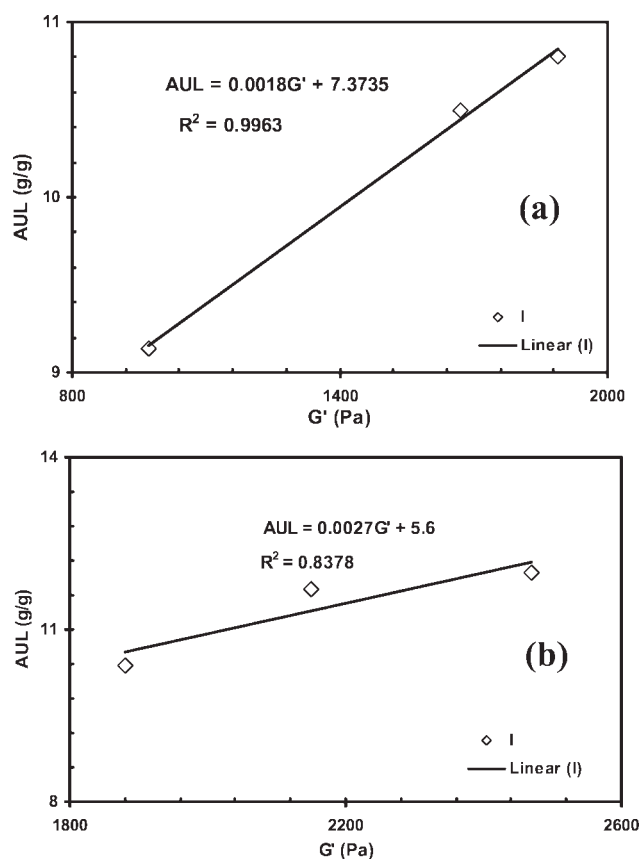 11
AUL = 0.0018G' + 7.3735
R² = 0.9963
AUL (g/g)
10
(a)
I
Linear (I)
9
800
1400
2000
G' (Pa)
14
AUL = 0.0027G' + 5.6
R² = 0.8378
AUL (g/g)
11
(b)
I
Linear (I)
8
1800
2200
2600
G' (Pa)